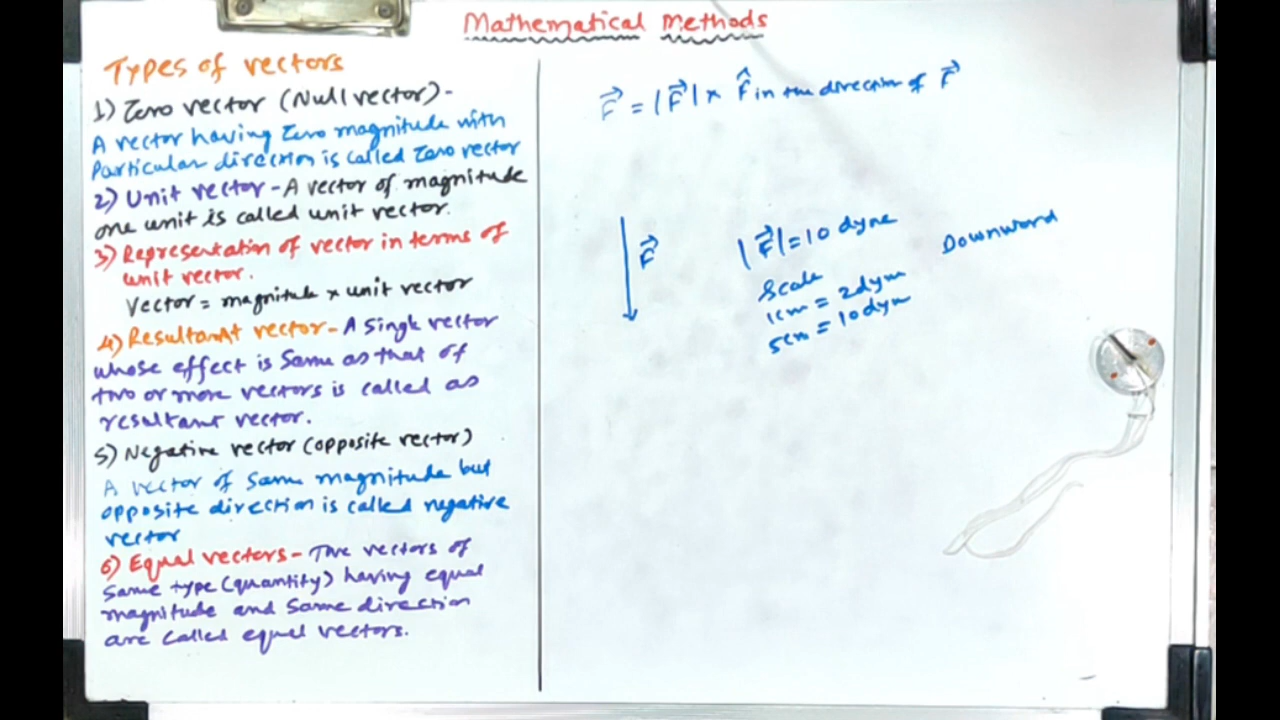 Mathematical Methods
Types of vectors
1) Zero vector (Null vector) -
A vector having zero magnitude with
Particular direction is called zero vector
2) Unit vector - A vector of magnitude
one unit is called unit vector.
3) Representation of vector in terms of
unit vector.
Vector = magnitude × unit vector
4) Resultant vector - A single vector
whose effect is same as that of
two or more vectors is called as
resultant vector.
5) Negative vector (opposite vector)
A vector of same magnitude but
opposite direction is called negative
vector
6) Equal vectors - The vectors of
same type (quantity) having equal
magnitude and same direction
are called equal vectors.
F⃗ = |F⃗| × F̂ in the direction of F⃗
F⃗
|F⃗| = 10 dyne
Downword
Scale
1cm = 2dyn
5cm = 10dyn